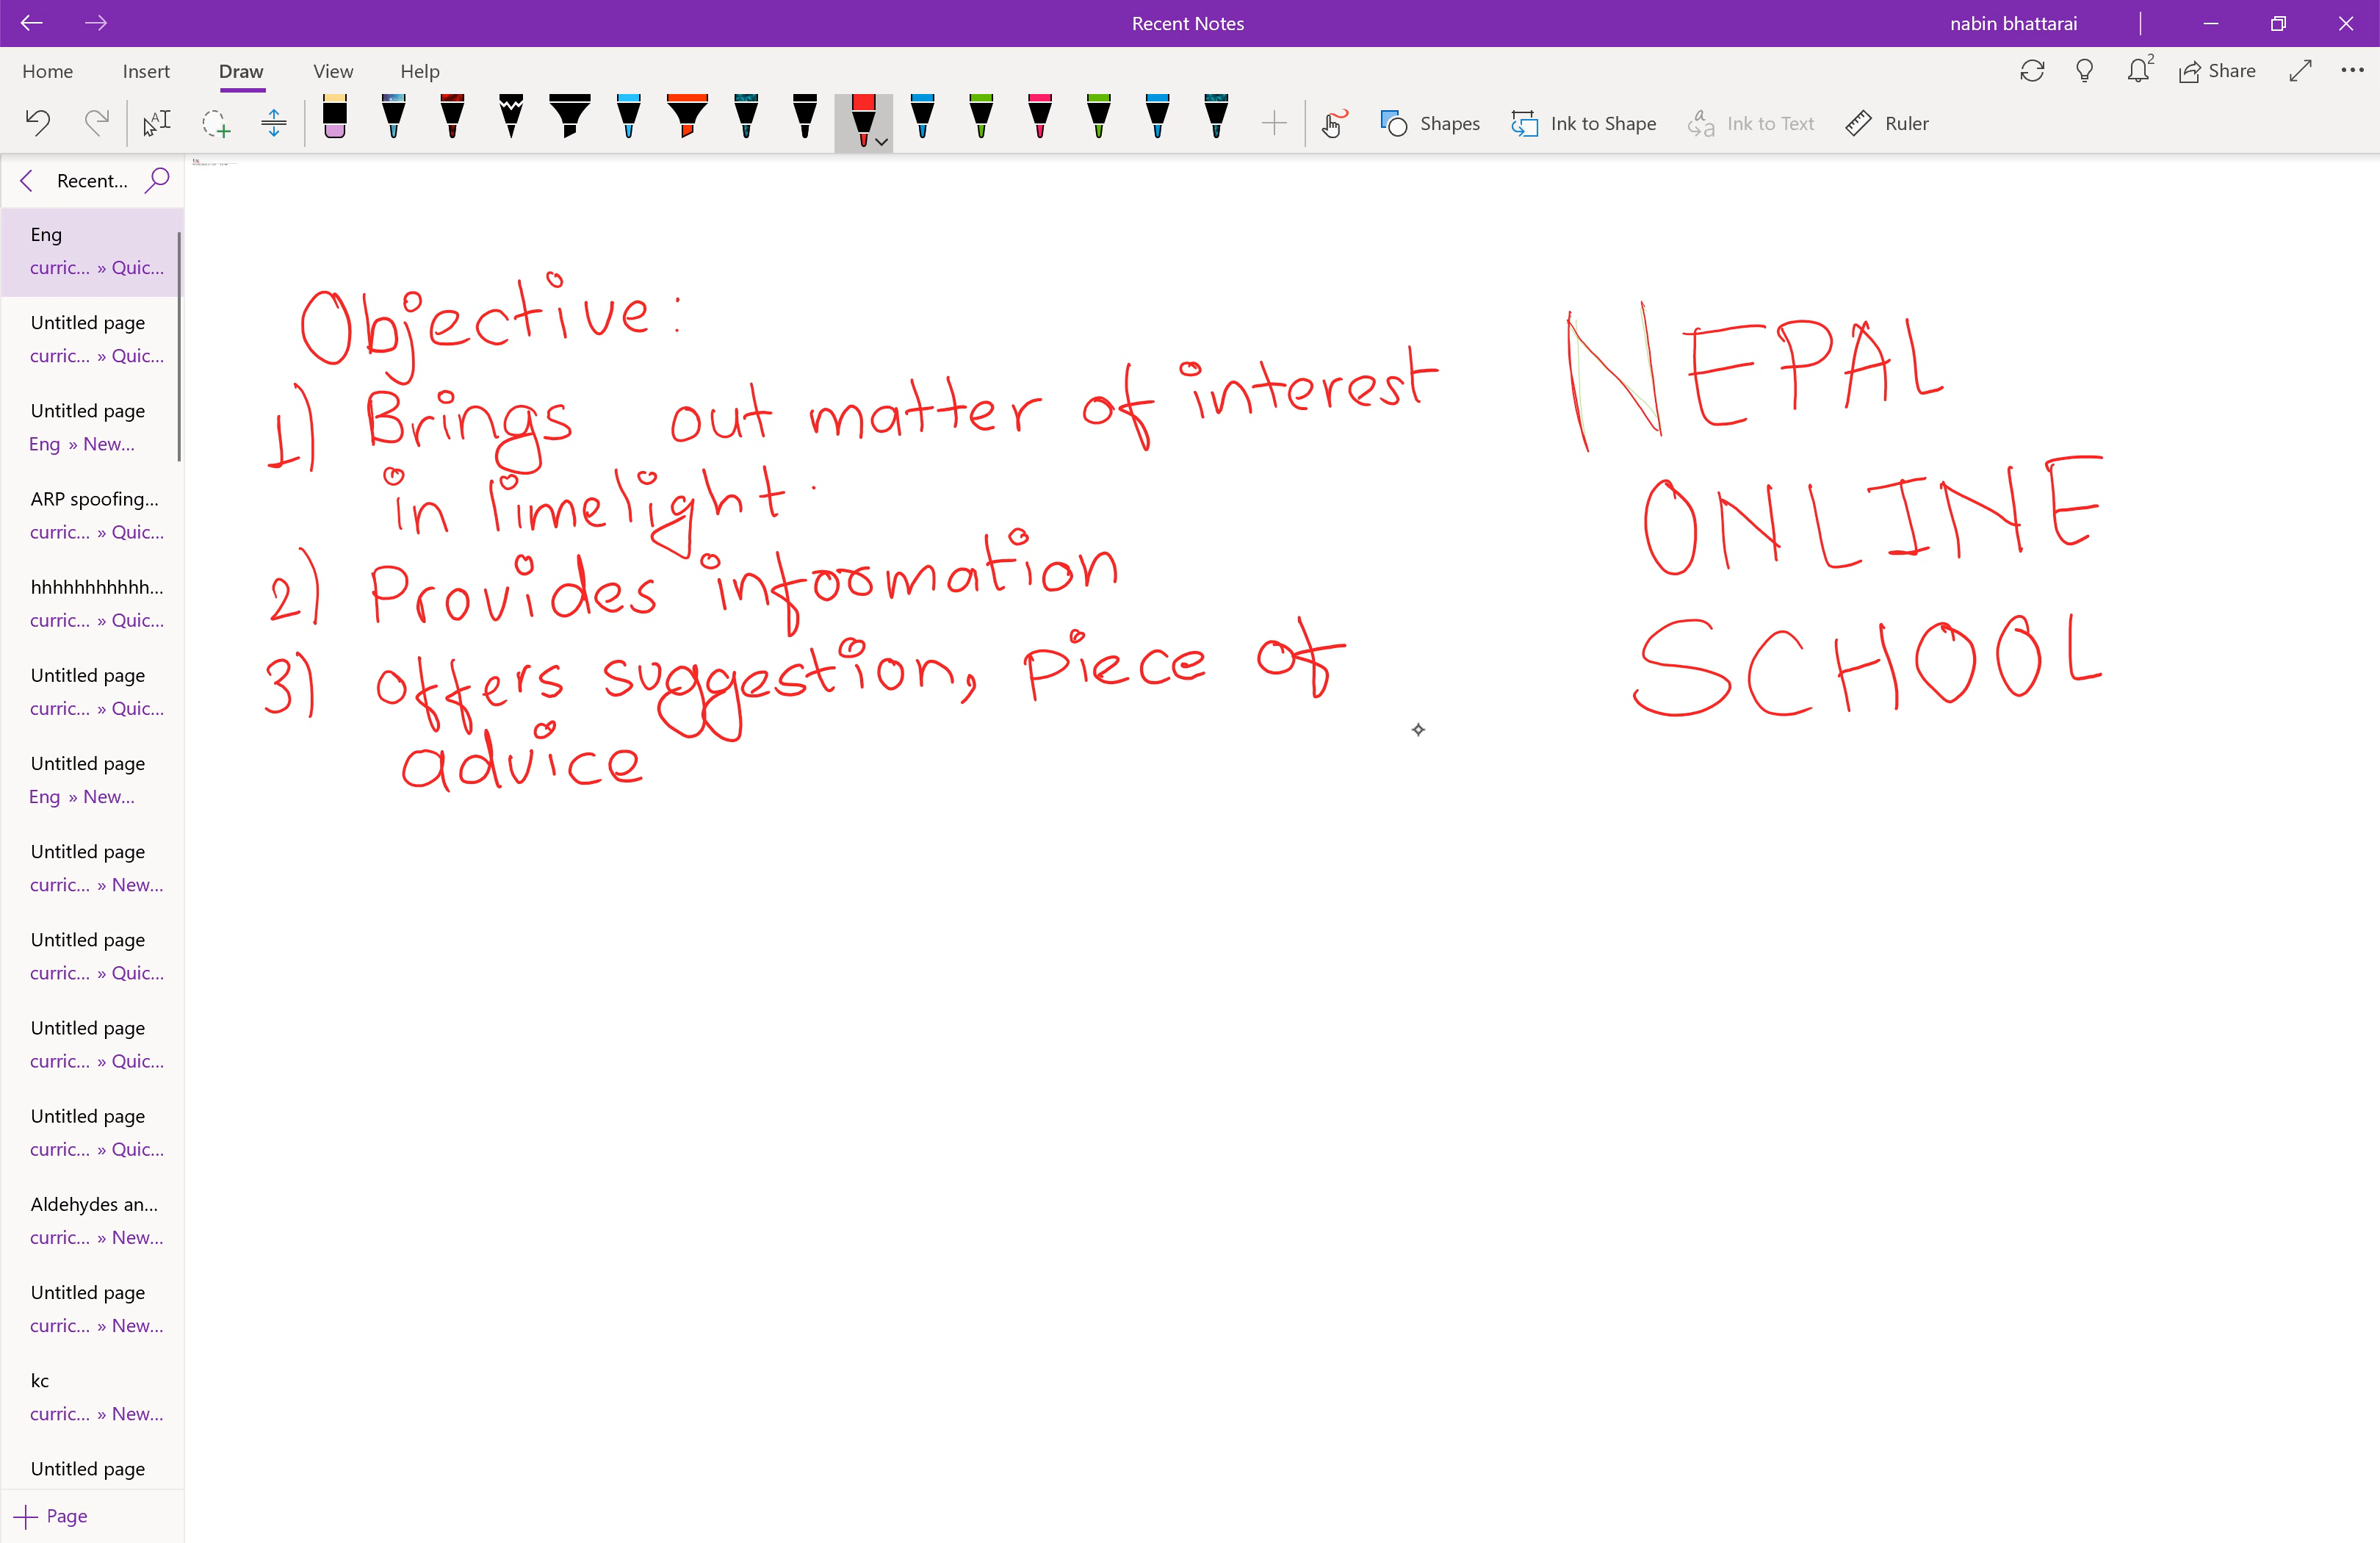 Recent Notes
nabin bhattarai
Home Insert Draw View Help
2 Share
Shapes Ink to Shape Ink to Text Ruler
Recent...
Eng
curric... » Quic...
Untitled page
curric... » Quic...
Untitled page
Eng » New...
ARP spoofing...
curric... » Quic...
hhhhhhhhhhh...
curric... » Quic...
Untitled page
curric... » Quic...
Untitled page
Eng » New...
Untitled page
curric... » New...
Untitled page
curric... » Quic...
Untitled page
curric... » Quic...
Untitled page
curric... » Quic...
Aldehydes an...
curric... » New...
Untitled page
curric... » New...
kc
curric... » New...
Untitled page
Page
Objective:
1) Brings out matter of interest
in limelight.
2) Provides information
3) offers suggestion, piece of
advice
NEPAL
ONLINE
SCHOOL